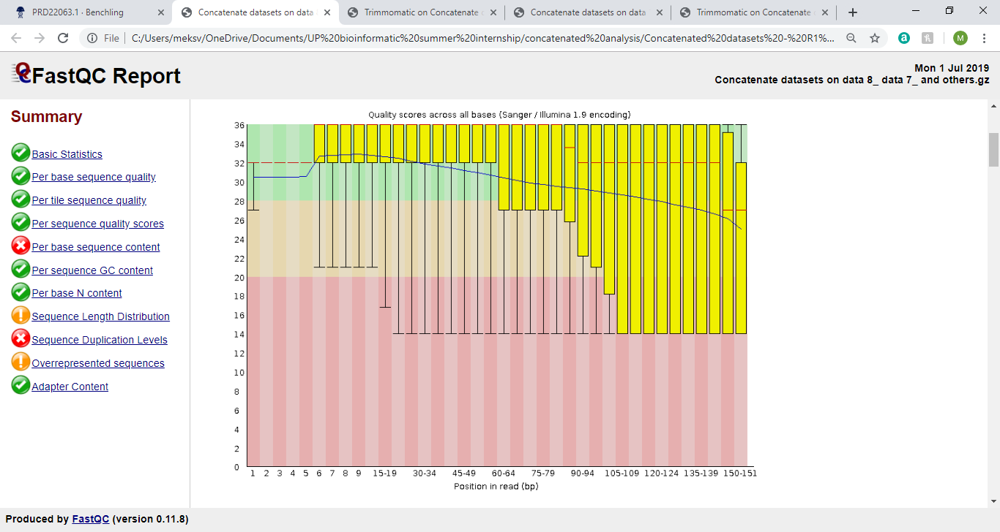 PRD22063.1 · Benchling
Concatenate datasets on data
Trimmomatic on Concatenate
Concatenate datasets on data
Trimmomatic on Concatenate
File
C:/Users/meksv/OneDrive/Documents/UP%20bioinformatic%20summer%20internship/concatenated%20analysis/Concatenated%20datasets%20-%20R1%...
a
M
FastQC Report
Mon 1 Jul 2019
Concatenate datasets on data 8_ data 7_ and others.gz
Summary
Basic Statistics
Per base sequence quality
Per tile sequence quality
Per sequence quality scores
Per base sequence content
Per sequence GC content
Per base N content
Sequence Length Distribution
Sequence Duplication Levels
Overrepresented sequences
Adapter Content
Quality scores across all bases (Sanger / Illumina 1.9 encoding)
36
34
32
30
28
26
24
22
20
18
16
14
12
10
8
6
4
2
0
1 2 3 4 5 6 7 8 9 15-19 30-34 45-49 60-64 75-79 90-94 105-109 120-124 135-139 150-151
Position in read (bp)
Produced by FastQC (version 0.11.8)